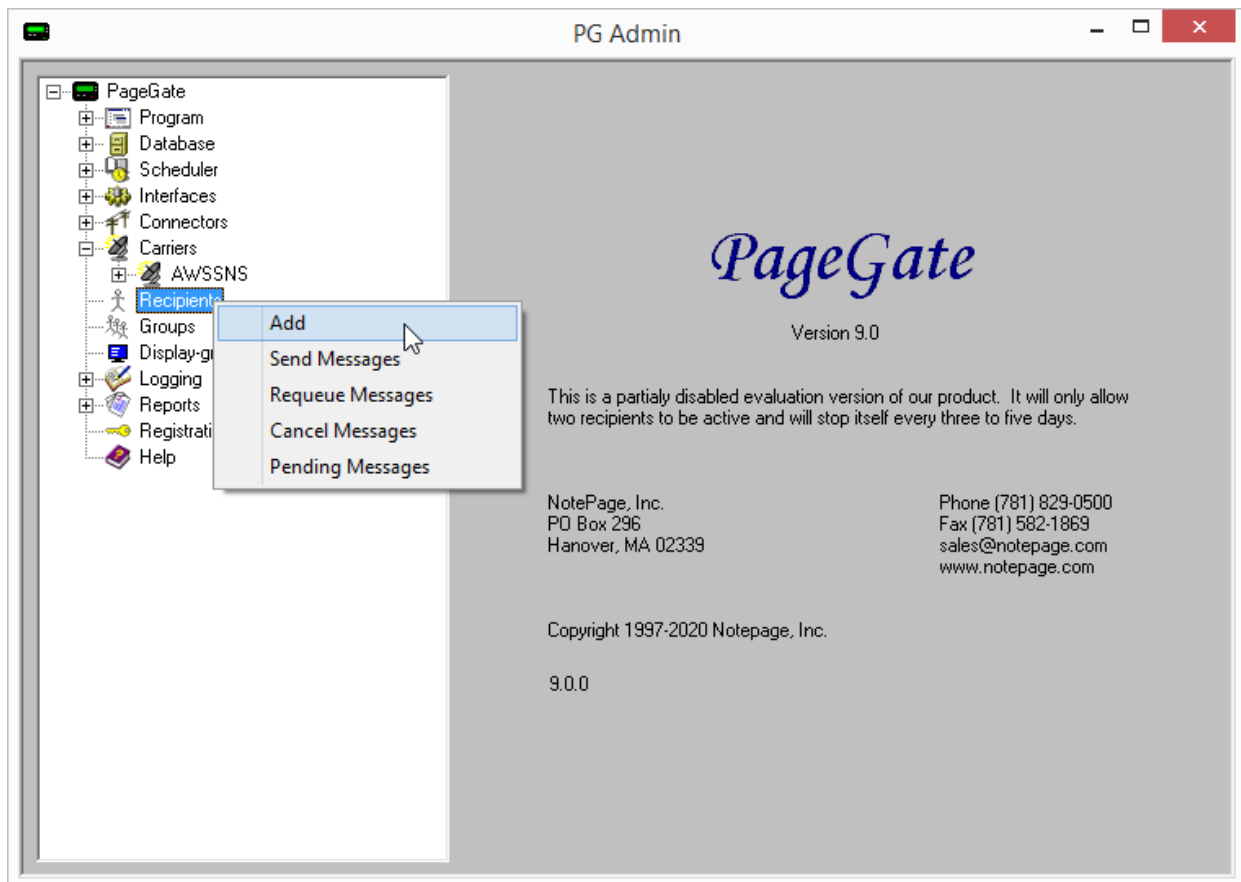 PG Admin
PageGate
Program
Database
Scheduler
Interfaces
Connectors
Carriers
AWSSNS
Recipients
Groups
Display-gr
Logging
Reports
Registrati
Help
Add
Send Messages
Requeue Messages
Cancel Messages
Pending Messages
PageGate
Version 9.0
This is a partialy disabled evaluation version of our product. It will only allow
two recipients to be active and will stop itself every three to five days.
NotePage, Inc.
PO Box 296
Hanover, MA 02339
Phone (781) 829-0500
Fax (781) 582-1869
sales@notepage.com
www.notepage.com
Copyright 1997-2020 Notepage, Inc.
9.0.0